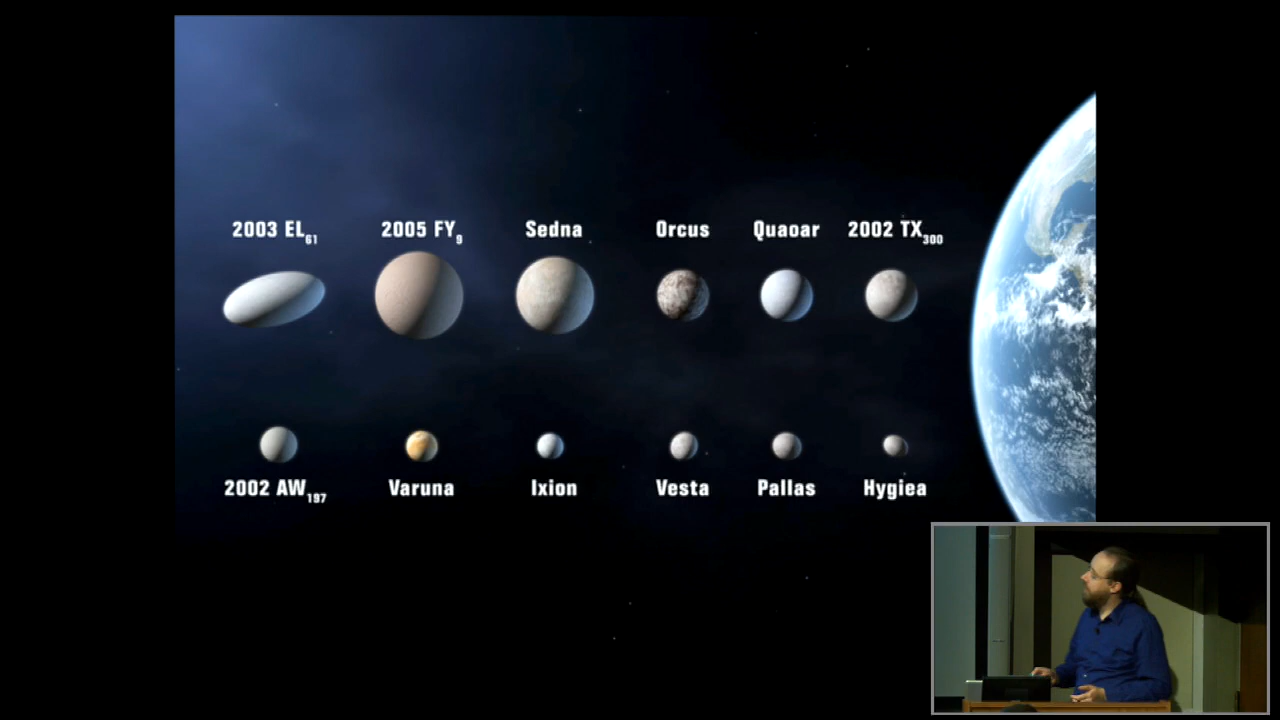 2003 EL61 2005 FY9 Sedna Orcus Quaoar 2002 TX300
2002 AW197 Varuna Ixion Vesta Pallas Hygiea